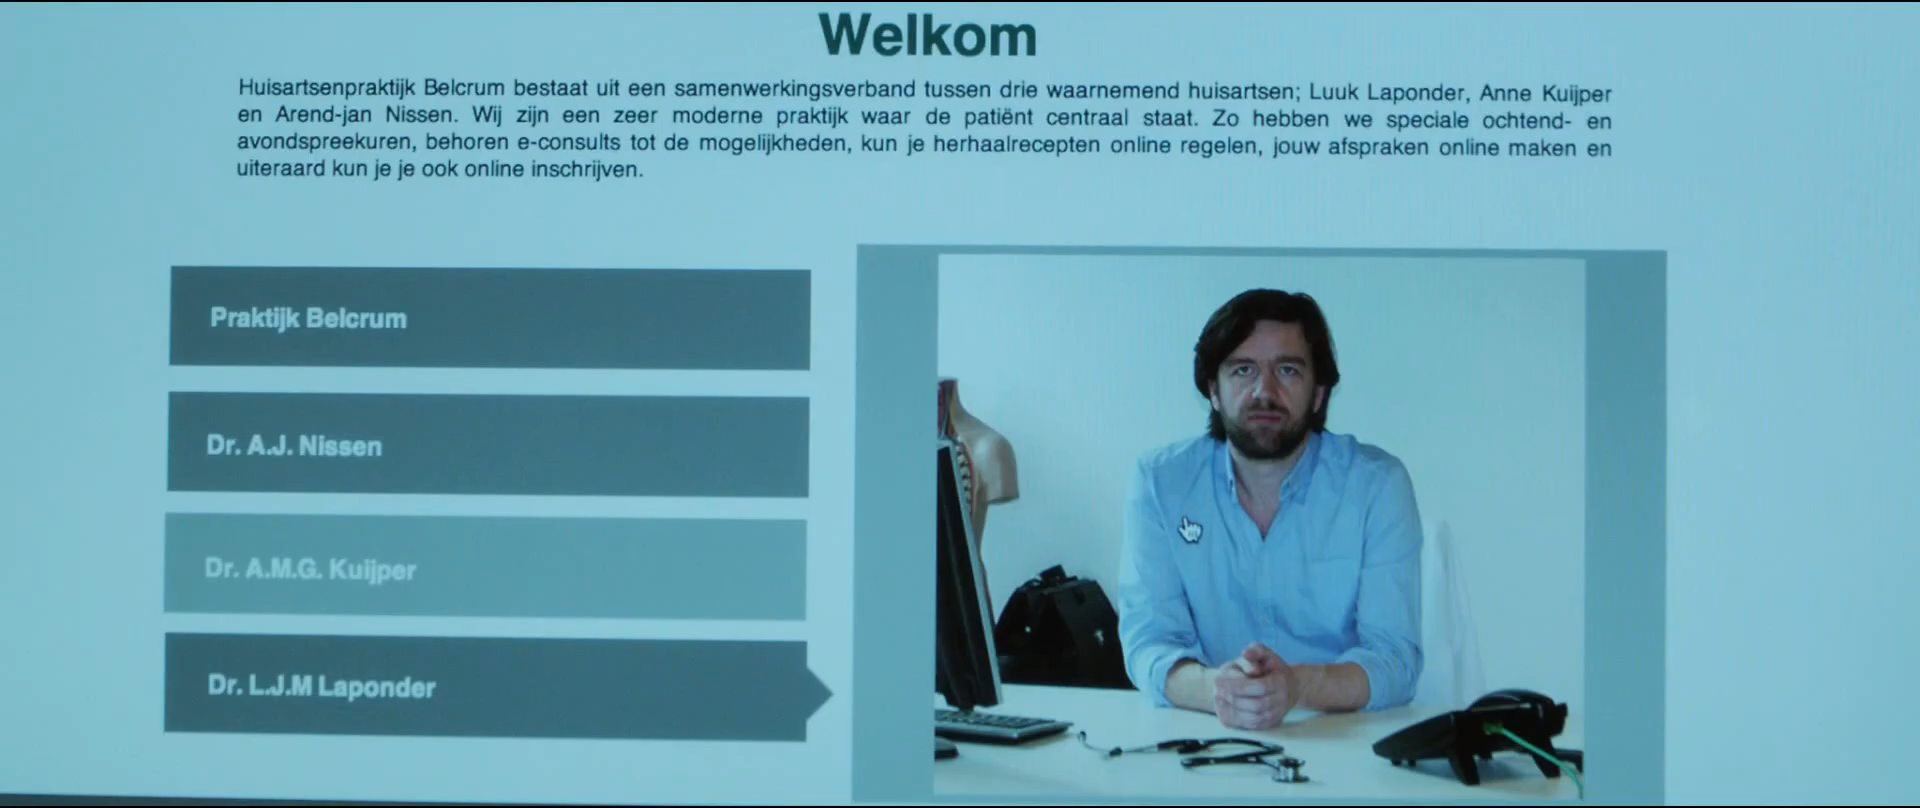 Welkom
Huisartsenpraktijk Belcrum bestaat uit een samenwerkingsverband tussen drie waarnemend huisartsen; Luuk Laponder, Anne Kuijper
en Arend-jan Nissen. Wij zijn een zeer moderne praktijk waar de patiënt centraal staat. Zo hebben we speciale ochtend- en
avondspreekuren, behoren e-consults tot de mogelijkheden, kun je herhaalrecepten online regelen, jouw afspraken online maken en
uiteraard kun je je ook online inschrijven.
Praktijk Belcrum
Dr. A.J. Nissen
Dr. A.M.G. Kuijper
Dr. L.J.M Laponder